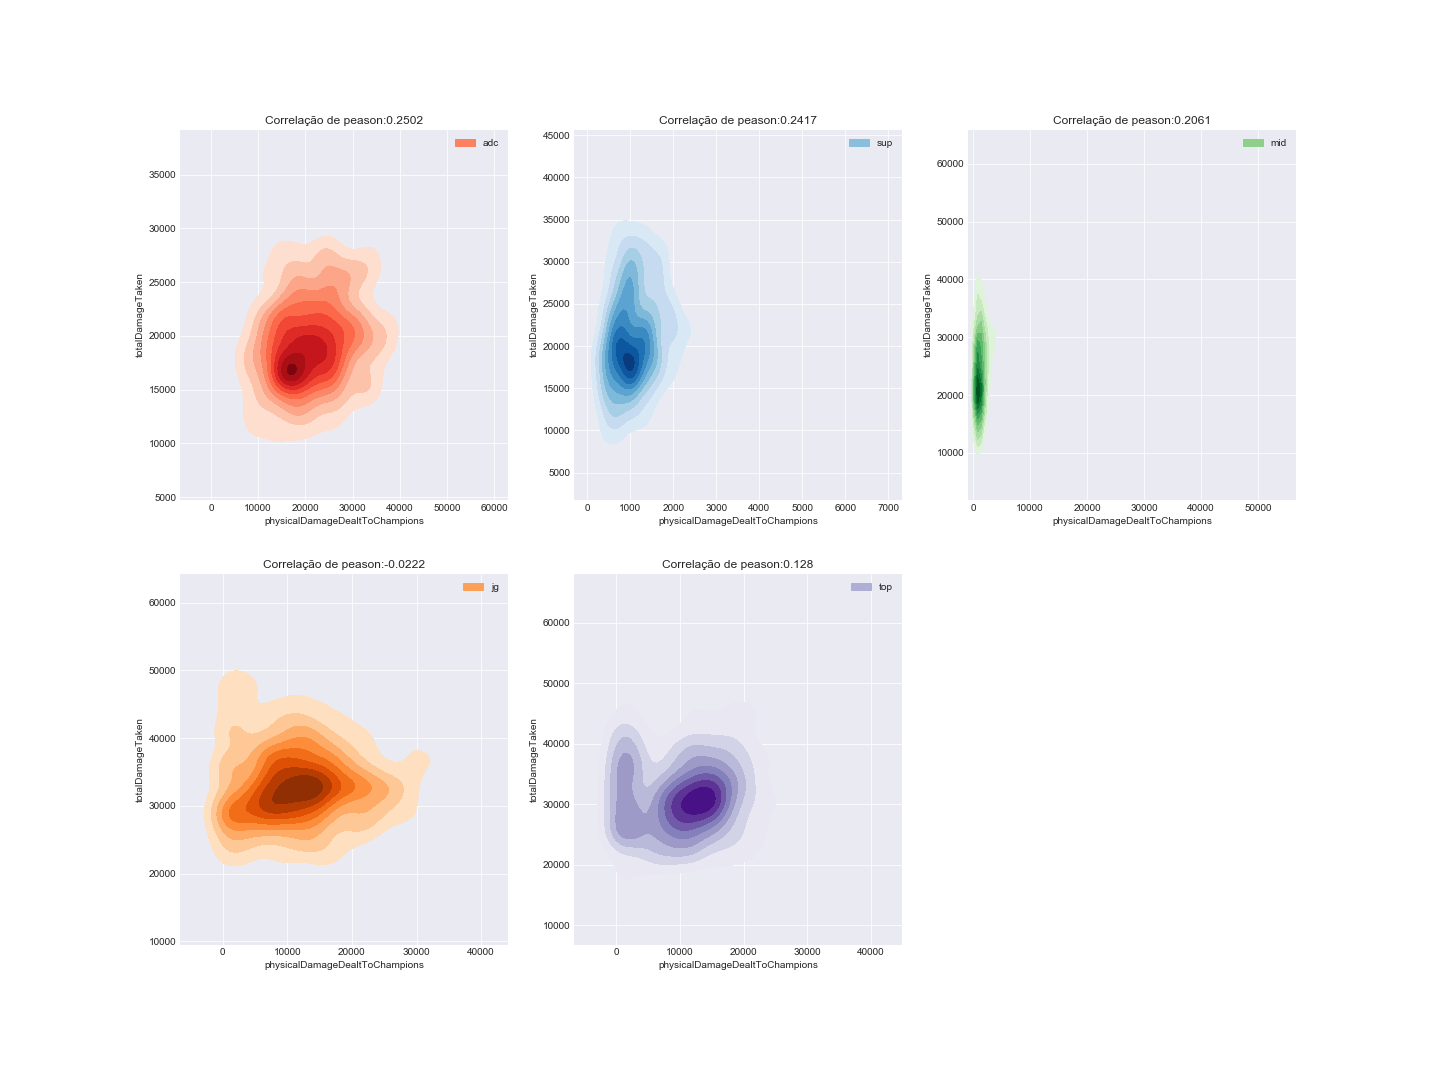 Correlação de peason:0.2502
adc
35000
30000
25000
20000
15000
10000
5000
totalDamageTaken
0 10000 20000 30000 40000 50000 60000
physicalDamageDealtToChampions
Correlação de peason:0.2417
sup
45000
40000
35000
30000
25000
20000
15000
10000
5000
totalDamageTaken
0 1000 2000 3000 4000 5000 6000 7000
physicalDamageDealtToChampions
Correlação de peason:0.2061
mid
60000
50000
40000
30000
20000
10000
totalDamageTaken
0 10000 20000 30000 40000 50000
physicalDamageDealtToChampions
Correlação de peason:-0.0222
jg
60000
50000
40000
30000
20000
10000
totalDamageTaken
0 10000 20000 30000 40000
physicalDamageDealtToChampions
Correlação de peason:0.128
top
60000
50000
40000
30000
20000
10000
totalDamageTaken
0 10000 20000 30000 40000
physicalDamageDealtToChampions